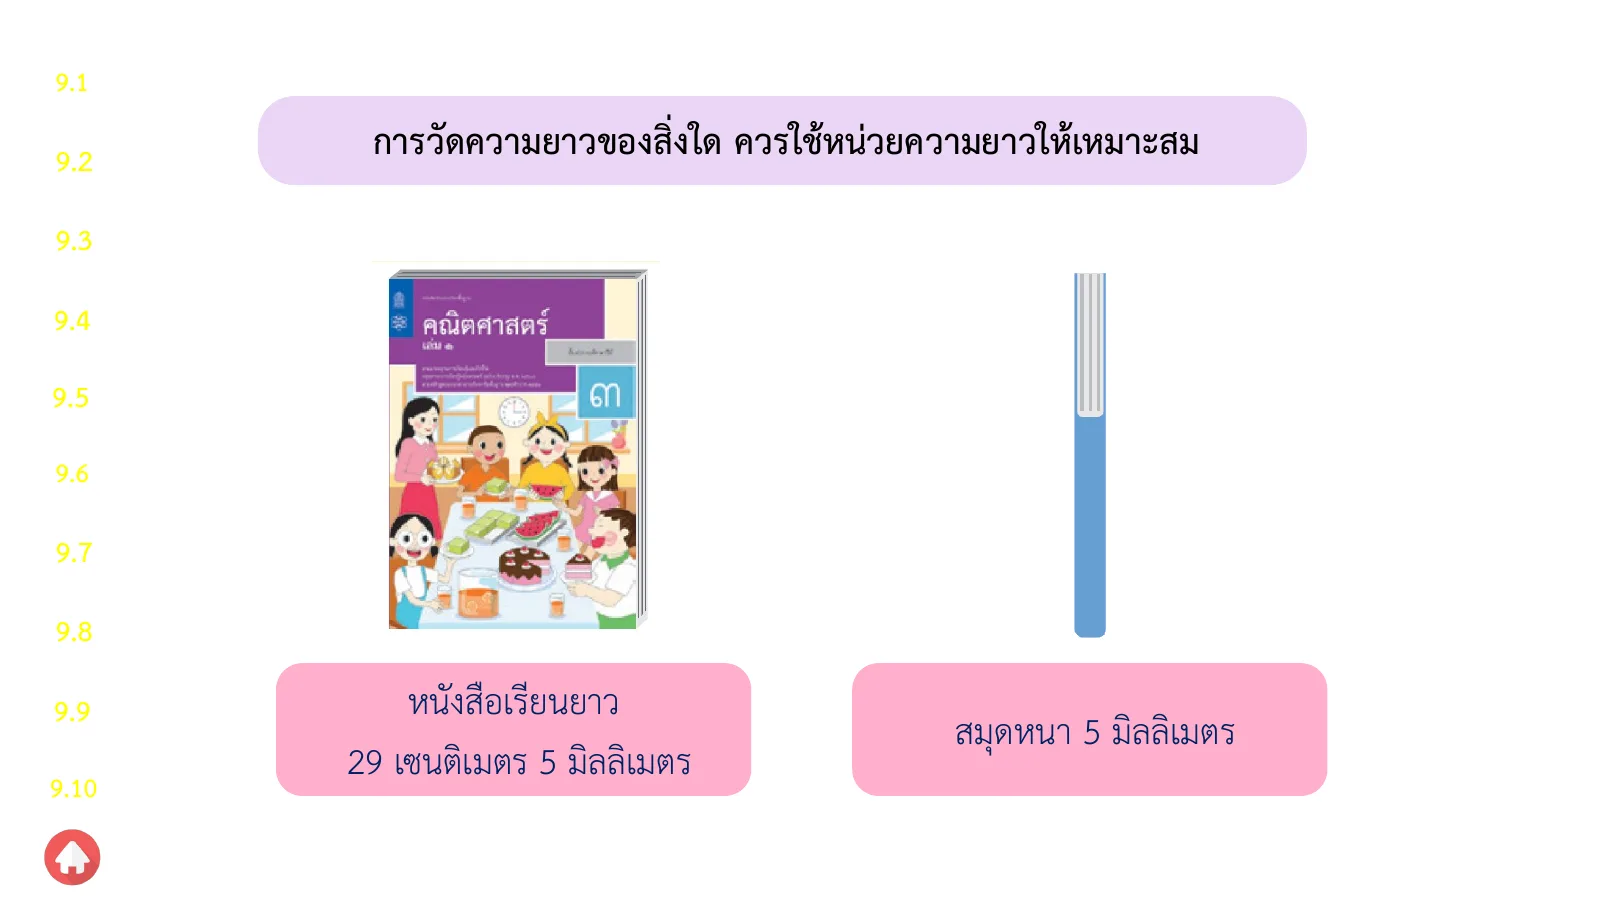 9.1
9.2
9.3
9.4
9.5
9.6
9.7
9.8
9.9
9.10
การวัดความยาวของสิ่งใด ควรใช้หน่วยความยาวให้เหมาะสม
คณิตศาสตร์
เล่ม ๑
๓
หนังสือเรียนยาว
29 เซนติเมตร 5 มิลลิเมตร
สมุดหนา 5 มิลลิเมตร